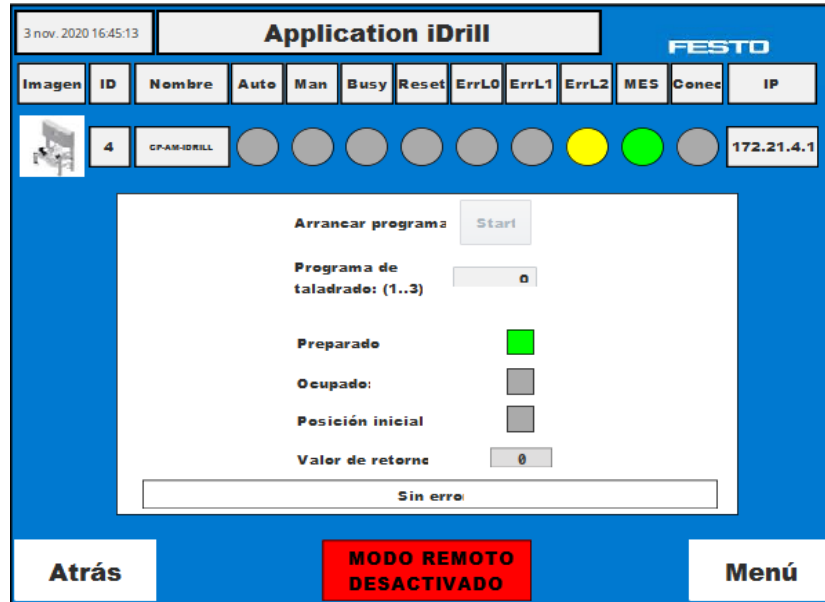 3 nov. 2020 16:45:13
Application iDrill
FESTO
Imagen ID Nombre Auto Man Busy Reset ErrL0 ErrL1 ErrL2 MES Conec IP
4 CP-AM-IDRILL 172.21.4.1
Arrancar programa Start
Programa de
taladrado: (1..3) 0
Preparado
Ocupado:
Posición inicial
Valor de retorno 0
Sin error
Atrás
MODO REMOTO
DESACTIVADO
Menú